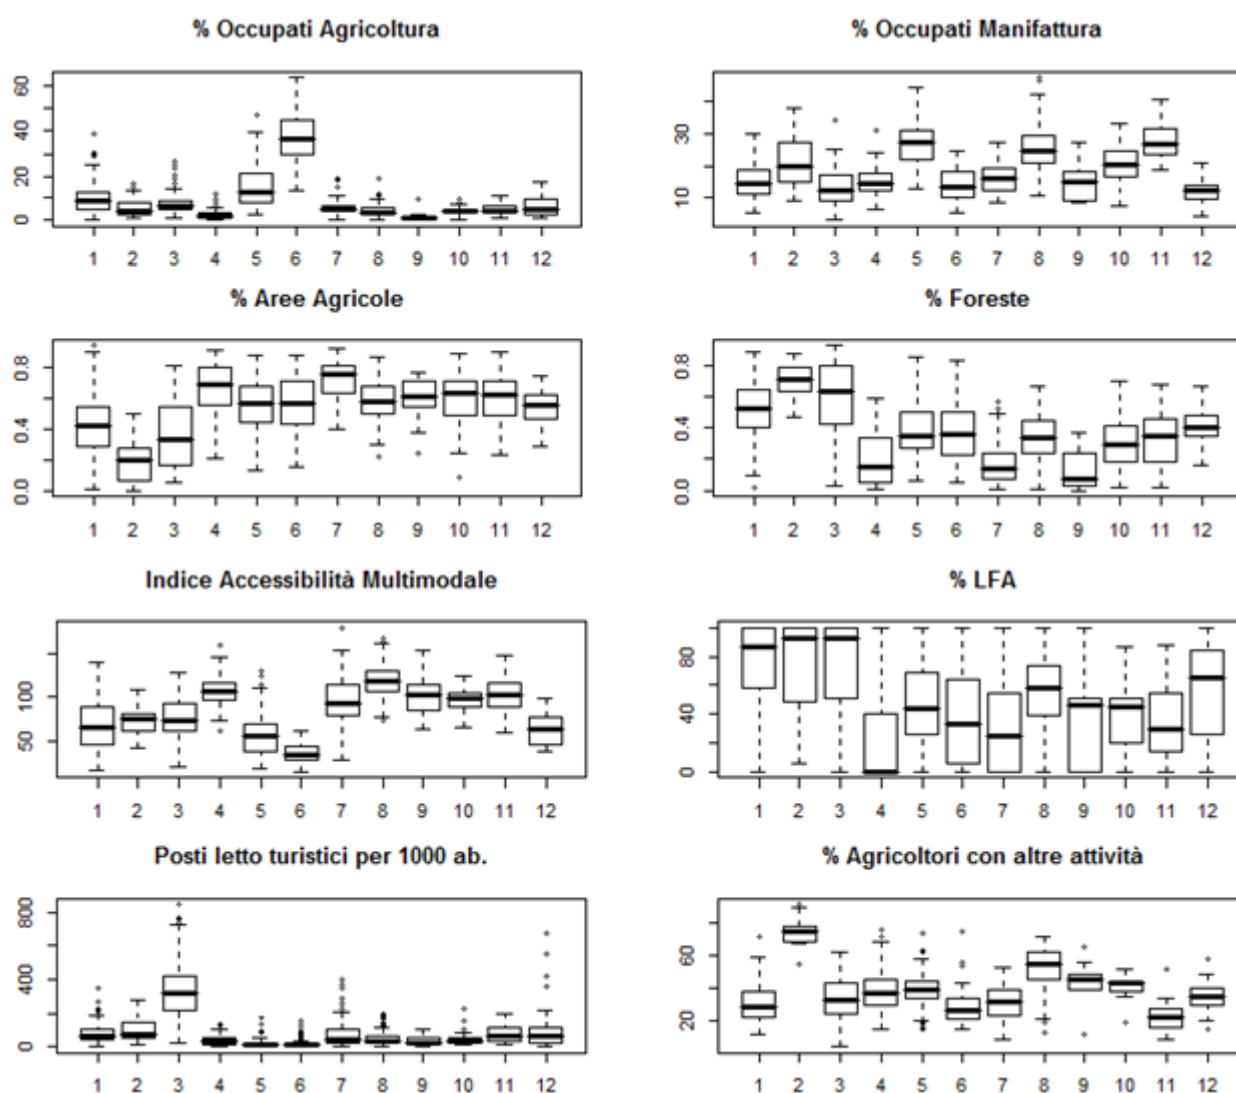 % Occupati Agricoltura
% Occupati Manifattura
0 20 40 60
1 2 3 4 5 6 7 8 9 10 11 12
10 30
1 2 3 4 5 6 7 8 9 10 11 12
% Aree Agricole
% Foreste
0.0 0.4 0.8
1 2 3 4 5 6 7 8 9 10 11 12
0.0 0.4 0.8
1 2 3 4 5 6 7 8 9 10 11 12
Indice Accessibilità Multimodale
% LFA
50 100
1 2 3 4 5 6 7 8 9 10 11 12
0 40 80
1 2 3 4 5 6 7 8 9 10 11 12
Posti letto turistici per 1000 ab.
% Agricoltori con altre attività
0 400 800
1 2 3 4 5 6 7 8 9 10 11 12
20 60
1 2 3 4 5 6 7 8 9 10 11 12